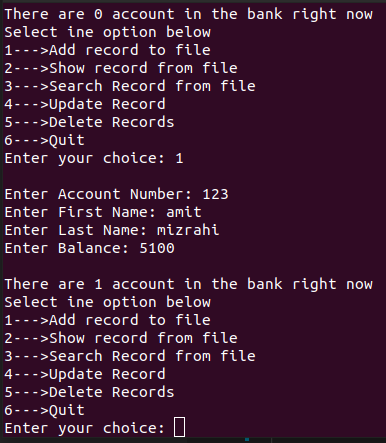 There are 0 account in the bank right now
Select ine option below
1--->Add record to file
2--->Show record from file
3--->Search Record from file
4--->Update Record
5--->Delete Records
6--->Quit
Enter your choice: 1

Enter Account Number: 123
Enter First Name: amit
Enter Last Name: mizrahi
Enter Balance: 5100

There are 1 account in the bank right now
Select ine option below
1--->Add record to file
2--->Show record from file
3--->Search Record from file
4--->Update Record
5--->Delete Records
6--->Quit
Enter your choice: